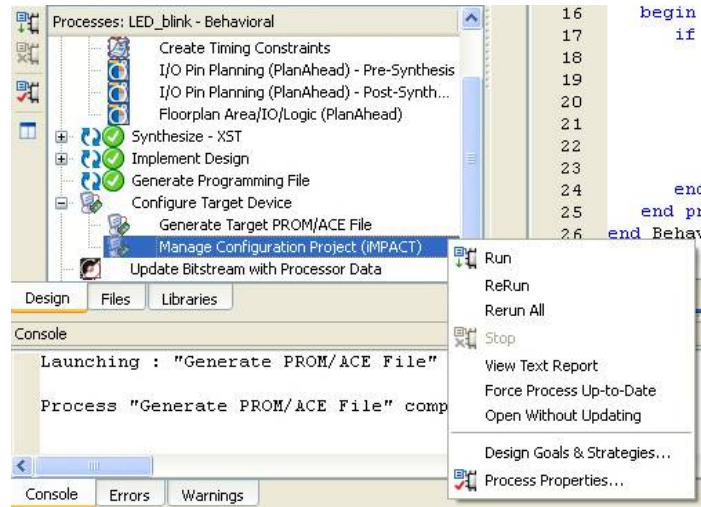 Processes: LED_blink - Behavioral
Create Timing Constraints
I/O Pin Planning (PlanAhead) - Pre-Synthesis
I/O Pin Planning (PlanAhead) - Post-Synth...
Floorplan Area/IO/Logic (PlanAhead)
Synthesize - XST
Implement Design
Generate Programming File
Configure Target Device
Generate Target PROM/ACE File
Manage Configuration Project (iMPACT)
Update Bitstream with Processor Data
Design Files Libraries
16 begin
17 if
18
19
20
21
22
23
24 end
25 end pr
26 end Behav
Run
ReRun
Rerun All
Stop
View Text Report
Force Process Up-to-Date
Open Without Updating
Design Goals & Strategies...
Process Properties...
Console
Launching : "Generate PROM/ACE File"
Process "Generate PROM/ACE File" comp
Console Errors Warnings